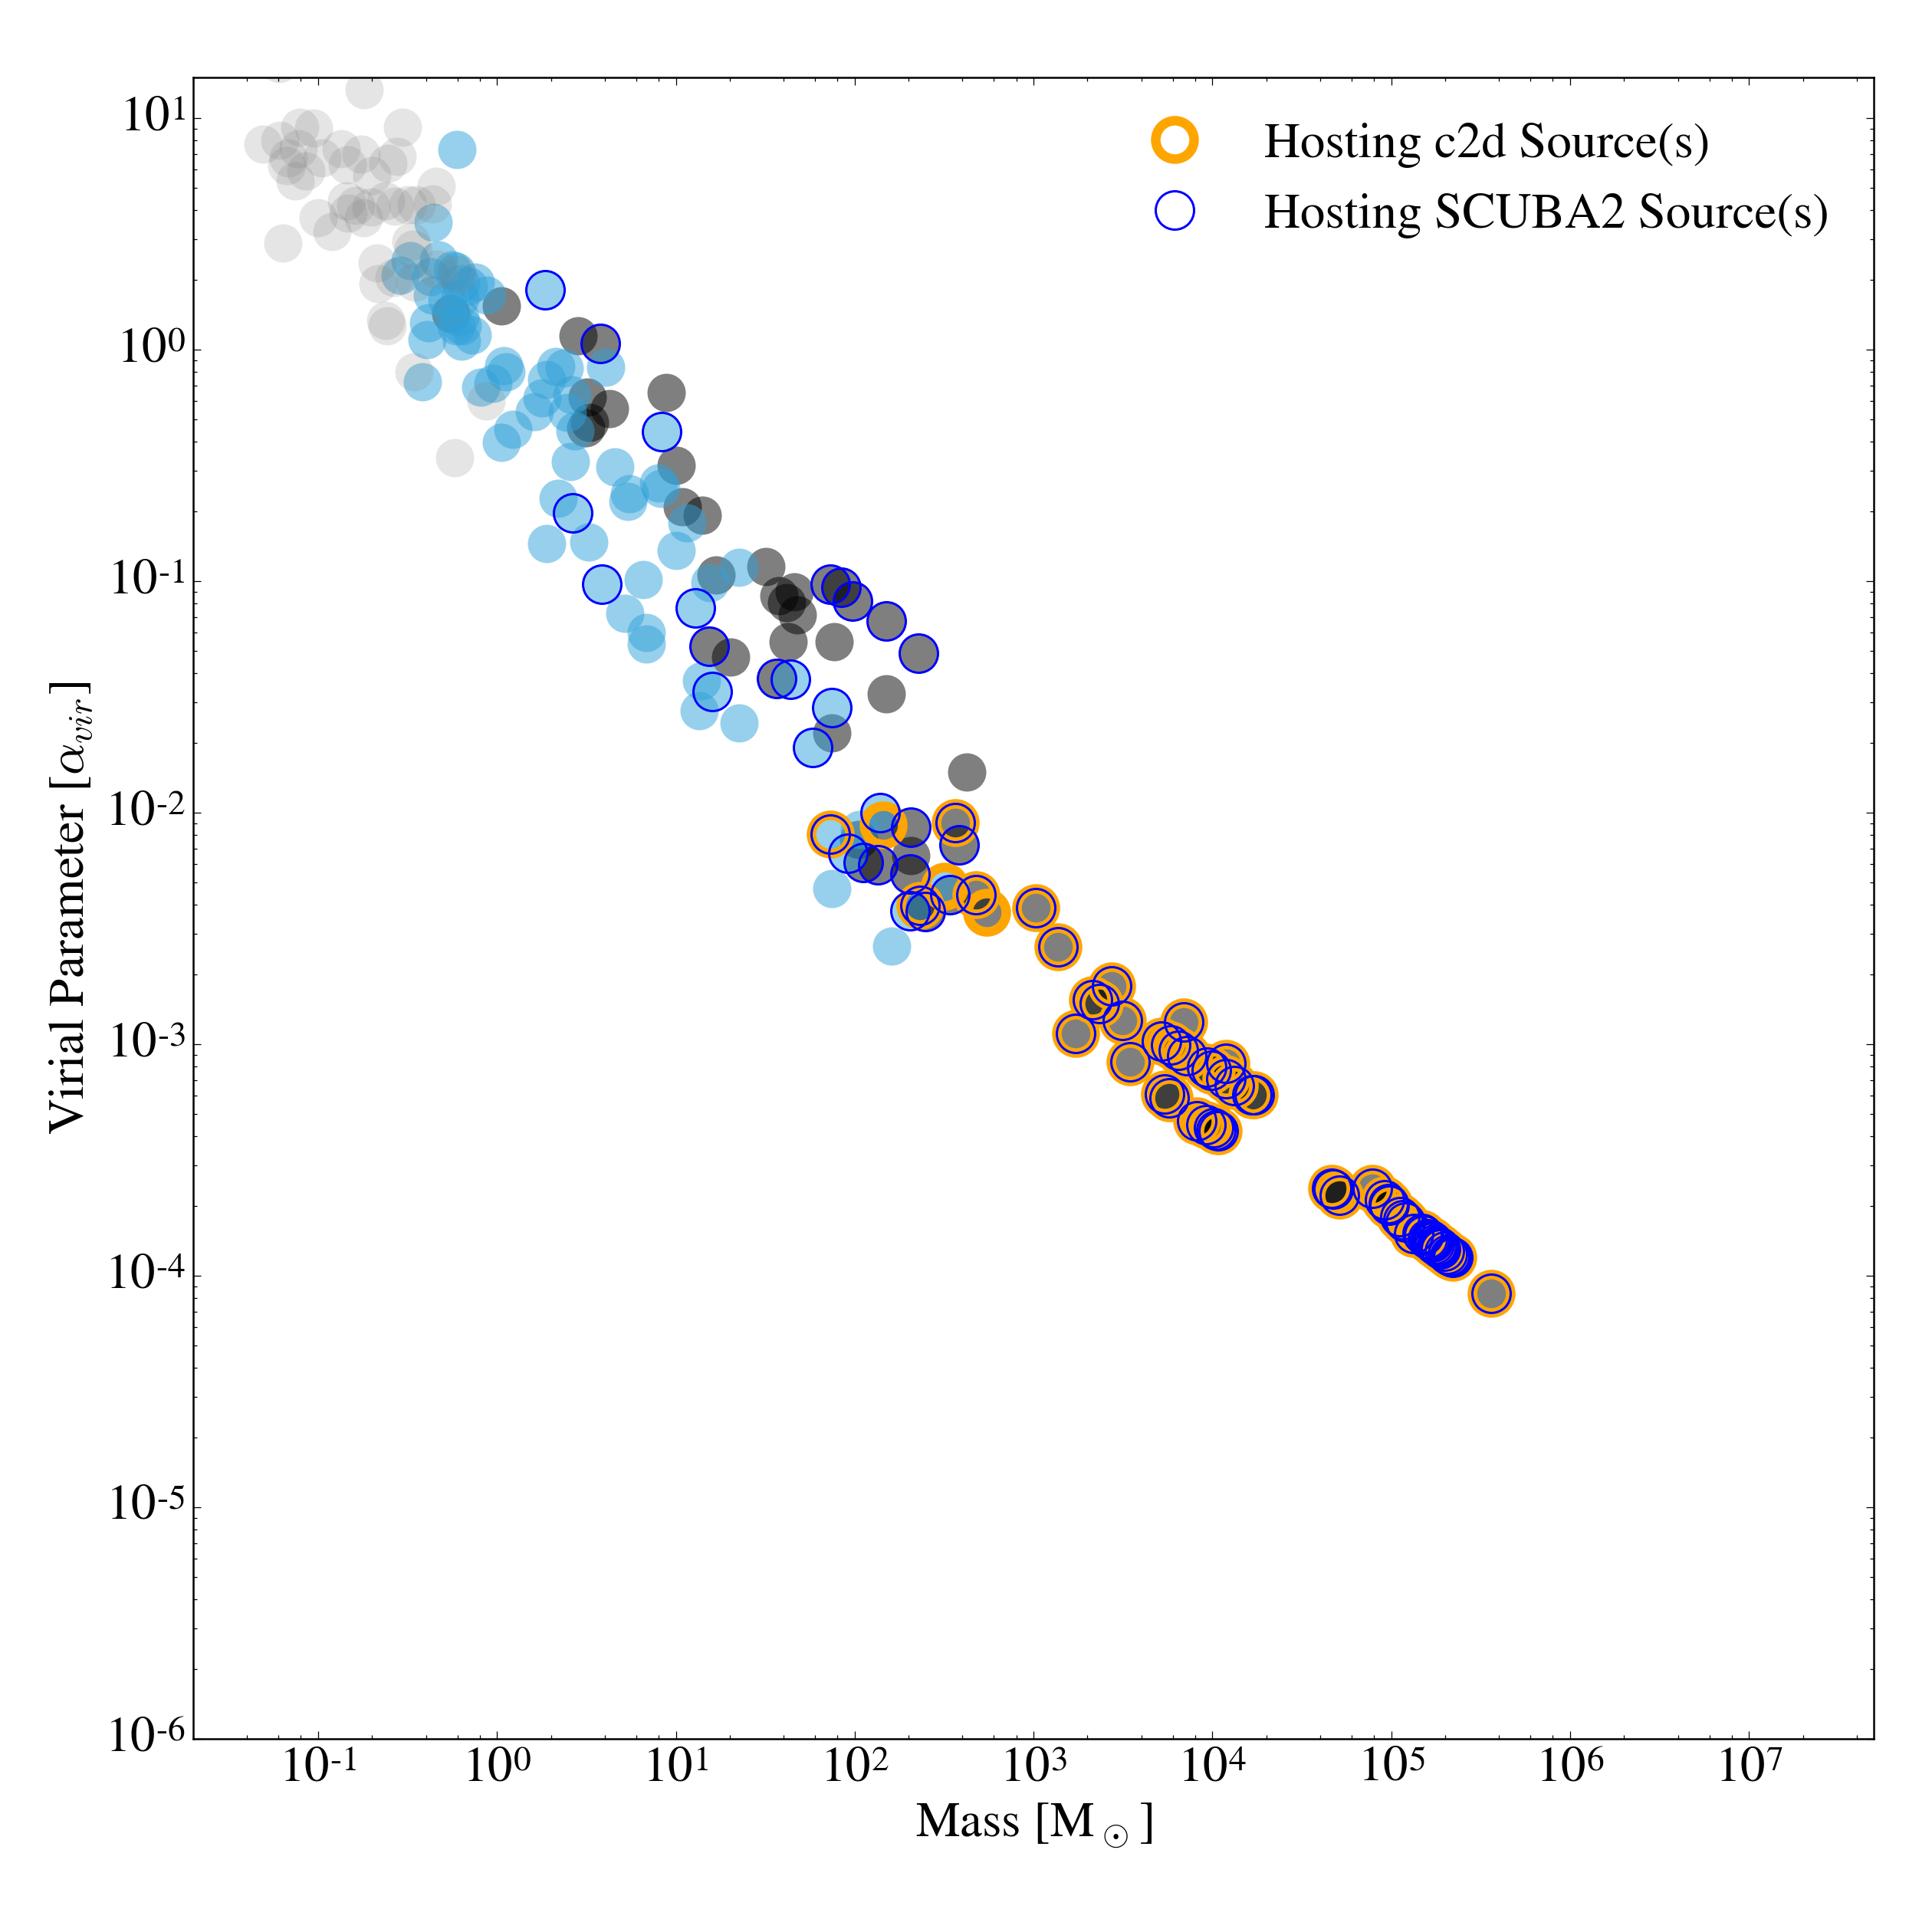 Hosting c2d Source(s)
Hosting SCUBA2 Source(s)
Virial Parameter [α_vir]
10^1
10^0
10^-1
10^-2
10^-3
10^-4
10^-5
10^-6
10^-1 10^0 10^1 10^2 10^3 10^4 10^5 10^6 10^7
Mass [M_⊙]